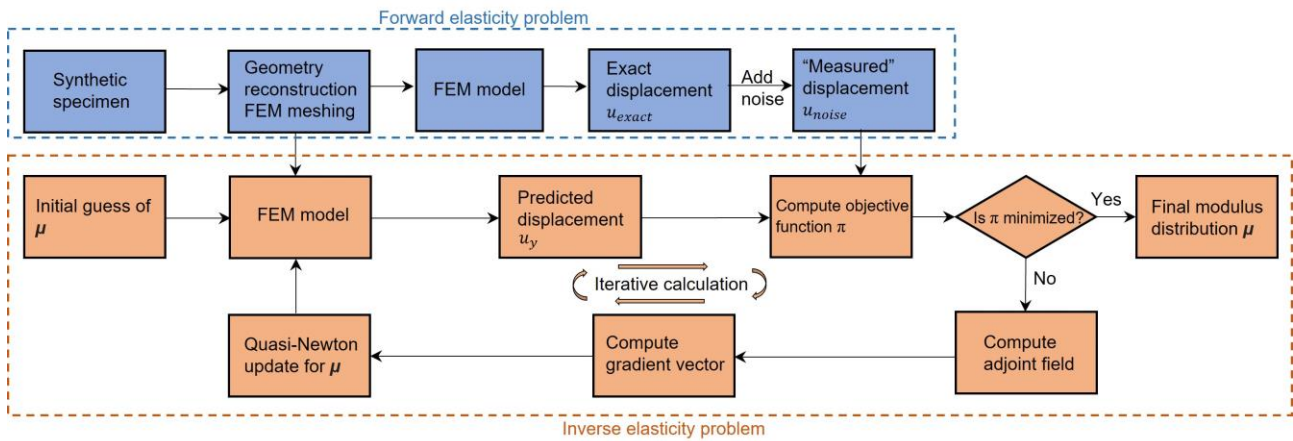 Forward elasticity problem
Synthetic
specimen
Geometry
reconstruction
FEM meshing
FEM model
Exact
displacement
u_exact
Add
noise
“Measured”
displacement
u_noise
Initial guess of
μ
FEM model
Predicted
displacement
u_y
Compute objective
function π
Is π minimized?
Yes
Final modulus
distribution μ
No
Iterative calculation
Quasi-Newton
update for μ
Compute
gradient vector
Compute
adjoint field
Inverse elasticity problem